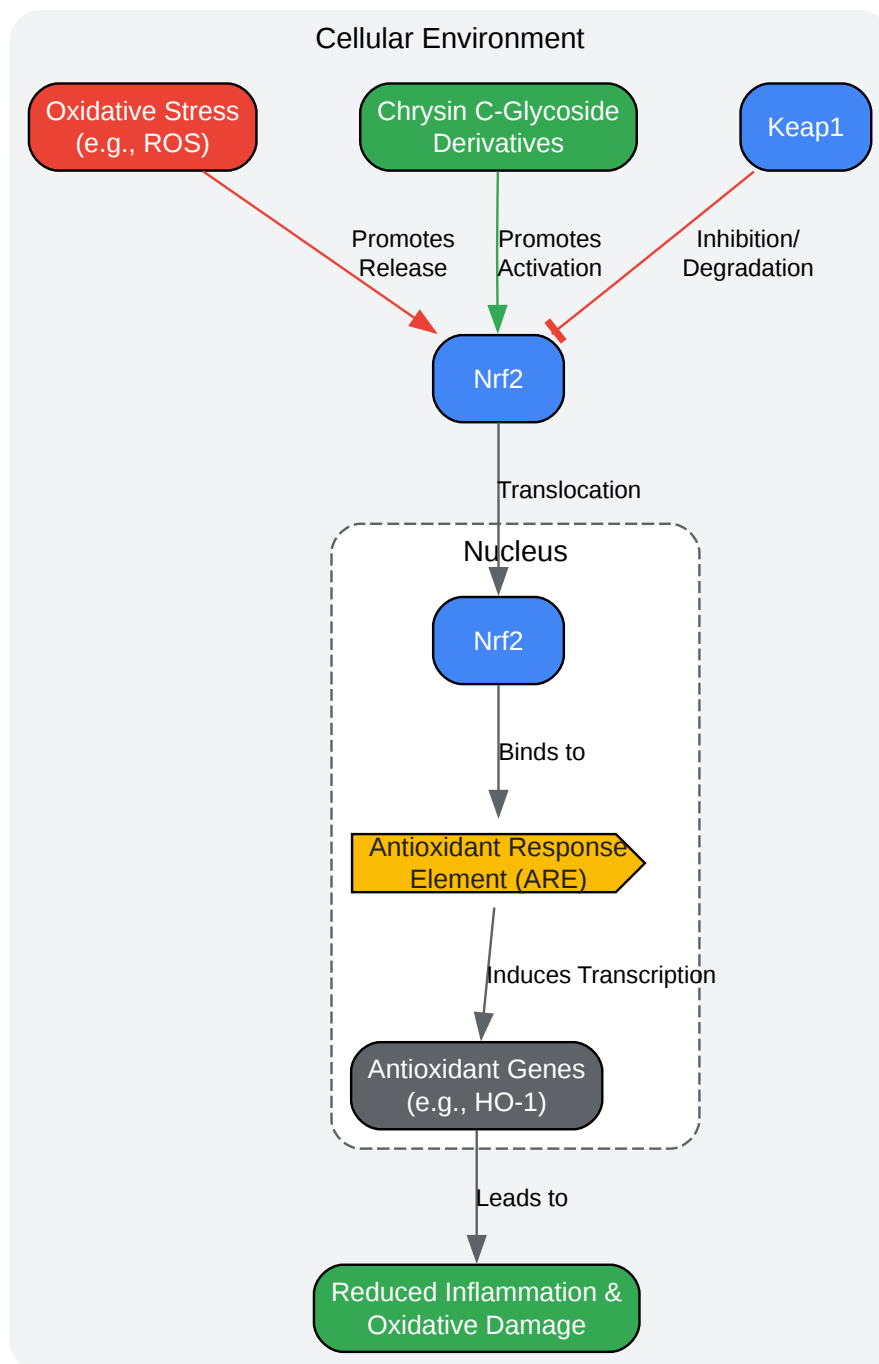 Cellular Environment
Oxidative Stress
(e.g., ROS)
Chrysin C-Glycoside
Derivatives
Keap1
Promotes
Release
Promotes
Activation
Inhibition/
Degradation
Nrf2
Translocation
Nucleus
Nrf2
Binds to
Antioxidant Response
Element (ARE)
Induces Transcription
Antioxidant Genes
(e.g., HO-1)
Leads to
Reduced Inflammation &
Oxidative Damage